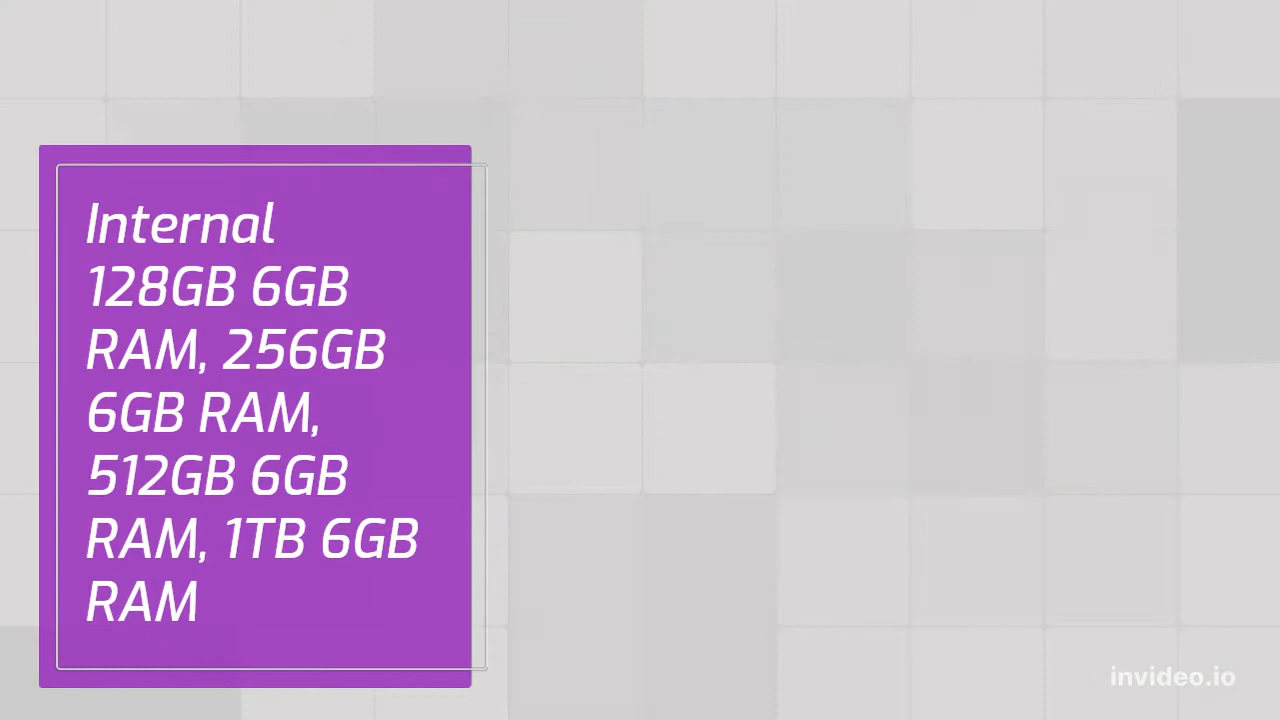 Internal
128GB 6GB
RAM, 256GB
6GB RAM,
512GB 6GB
RAM, 1TB 6GB
RAM
invideo.io